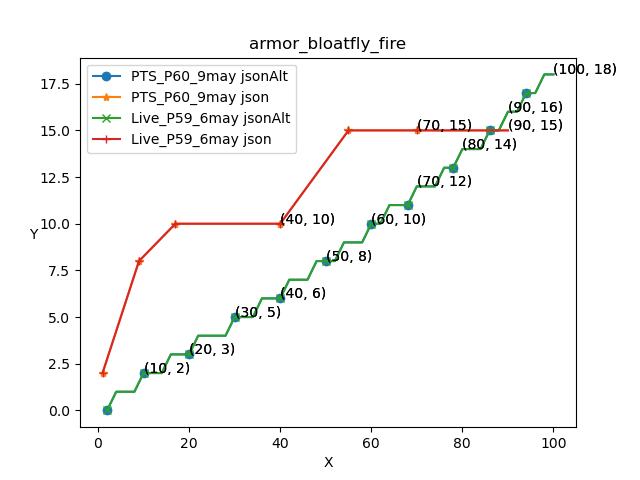 armor_bloatfly_fire
PTS_P60_9may jsonAlt
PTS_P60_9may json
Live_P59_6may jsonAlt
Live_P59_6may json
17.5
15.0
12.5
10.0
7.5
5.0
2.5
0.0
Y
(100, 18)
(90, 16)
(70, 15)
(90, 15)
(80, 14)
(70, 12)
(40, 10)
(60, 10)
(50, 8)
(40, 6)
(30, 5)
(20, 3)
(10, 2)
0 20 40 60 80 100
X